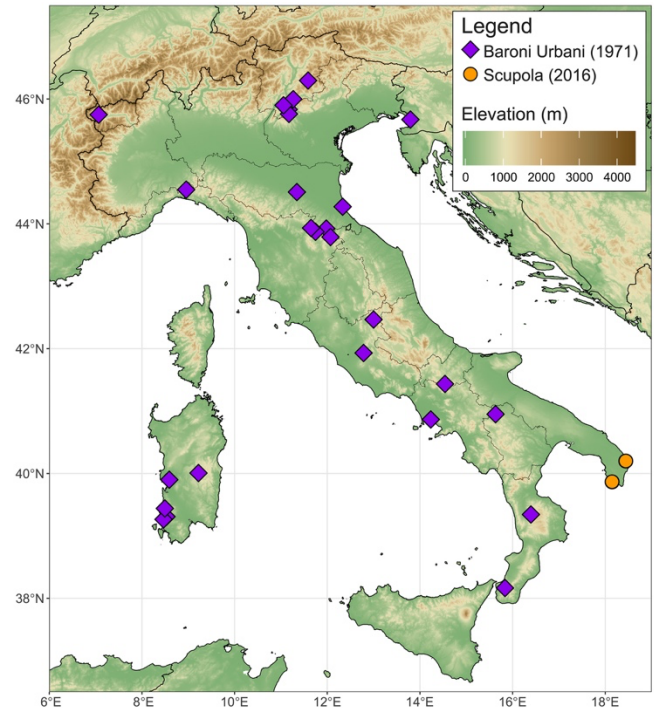 Legend
Baroni Urbani (1971)
Scupola (2016)
Elevation (m)
0 1000 2000 3000 4000
46°N
44°N
42°N
40°N
38°N
6°E 8°E 10°E 12°E 14°E 16°E 18°E